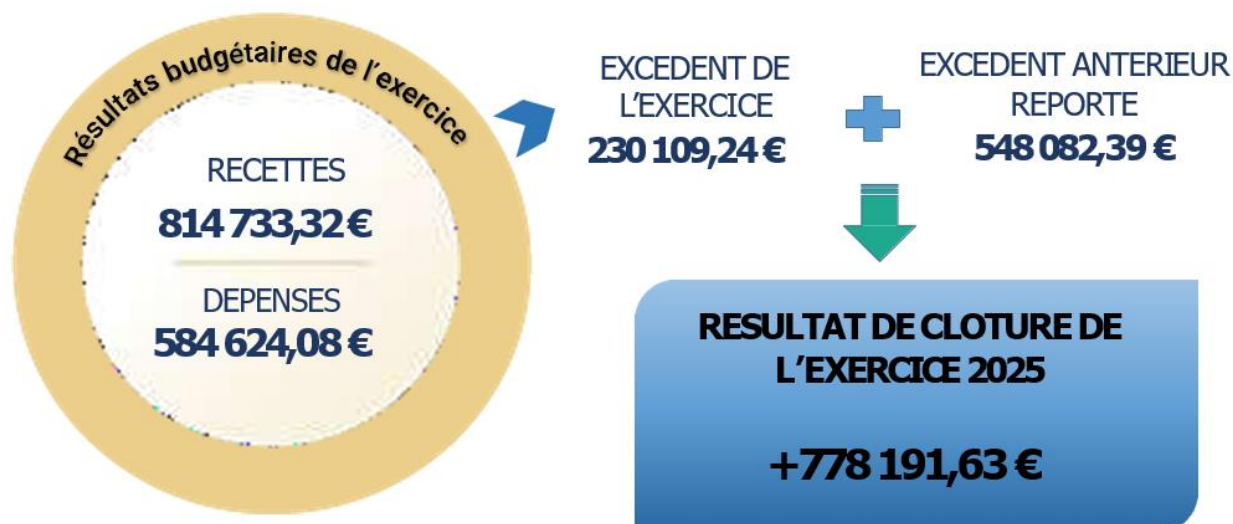 Résultats budgétaires de l'exercice
RECETTES
814 733,32 €
DEPENSES
584 624,08 €
EXCEDENT DE
L'EXERCICE
230 109,24 €
EXCEDENT ANTERIEUR
REPORTE
548 082,39 €
RESULTAT DE CLOTURE DE
L'EXERCICE 2025
+778 191,63 €